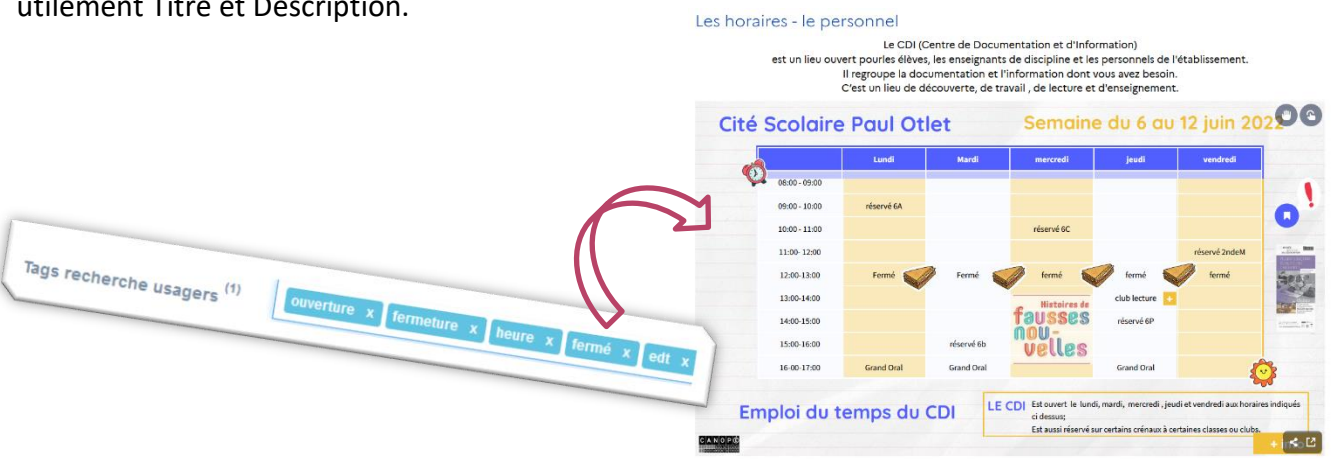 utilement Titre et Description.
Les horaires - le personnel
Le CDI (Centre de Documentation et d'Information)
est un lieu ouvert pourles élèves, les enseignants de discipline et les personnels de l'établissement.
Il regroupe la documentation et l'information dont vous avez besoin.
C'est un lieu de découverte, de travail , de lecture et d'enseignement.
Cité Scolaire Paul Otlet
Semaine du 6 au 12 juin 2022
Lundi Mardi mercredi jeudi vendredi
08:00 - 09:00
09:00 - 10:00 réservé 6A
10:00 - 11:00 réservé 6C
11:00- 12:00 réservé 2ndeM
12:00-13:00 Fermé Fermé fermé fermé fermé
13:00-14:00 club lecture +
14:00-15:00 réservé 6P
15:00-16:00 réservé 6b
16-00-17:00 Grand Oral Grand Oral Grand Oral
Histoires de
fausses
nou-
velles
Tags recherche usagers (1)
ouverture x fermeture x heure x fermé x edt x
Emploi du temps du CDI
LE CDI Est ouvert le lundi, mardi, mercredi , jeudi et vendredi aux horaires indiqués
ci dessus;
Est aussi réservé sur certains crénaux à certaines classes ou clubs.
CANOPÉ